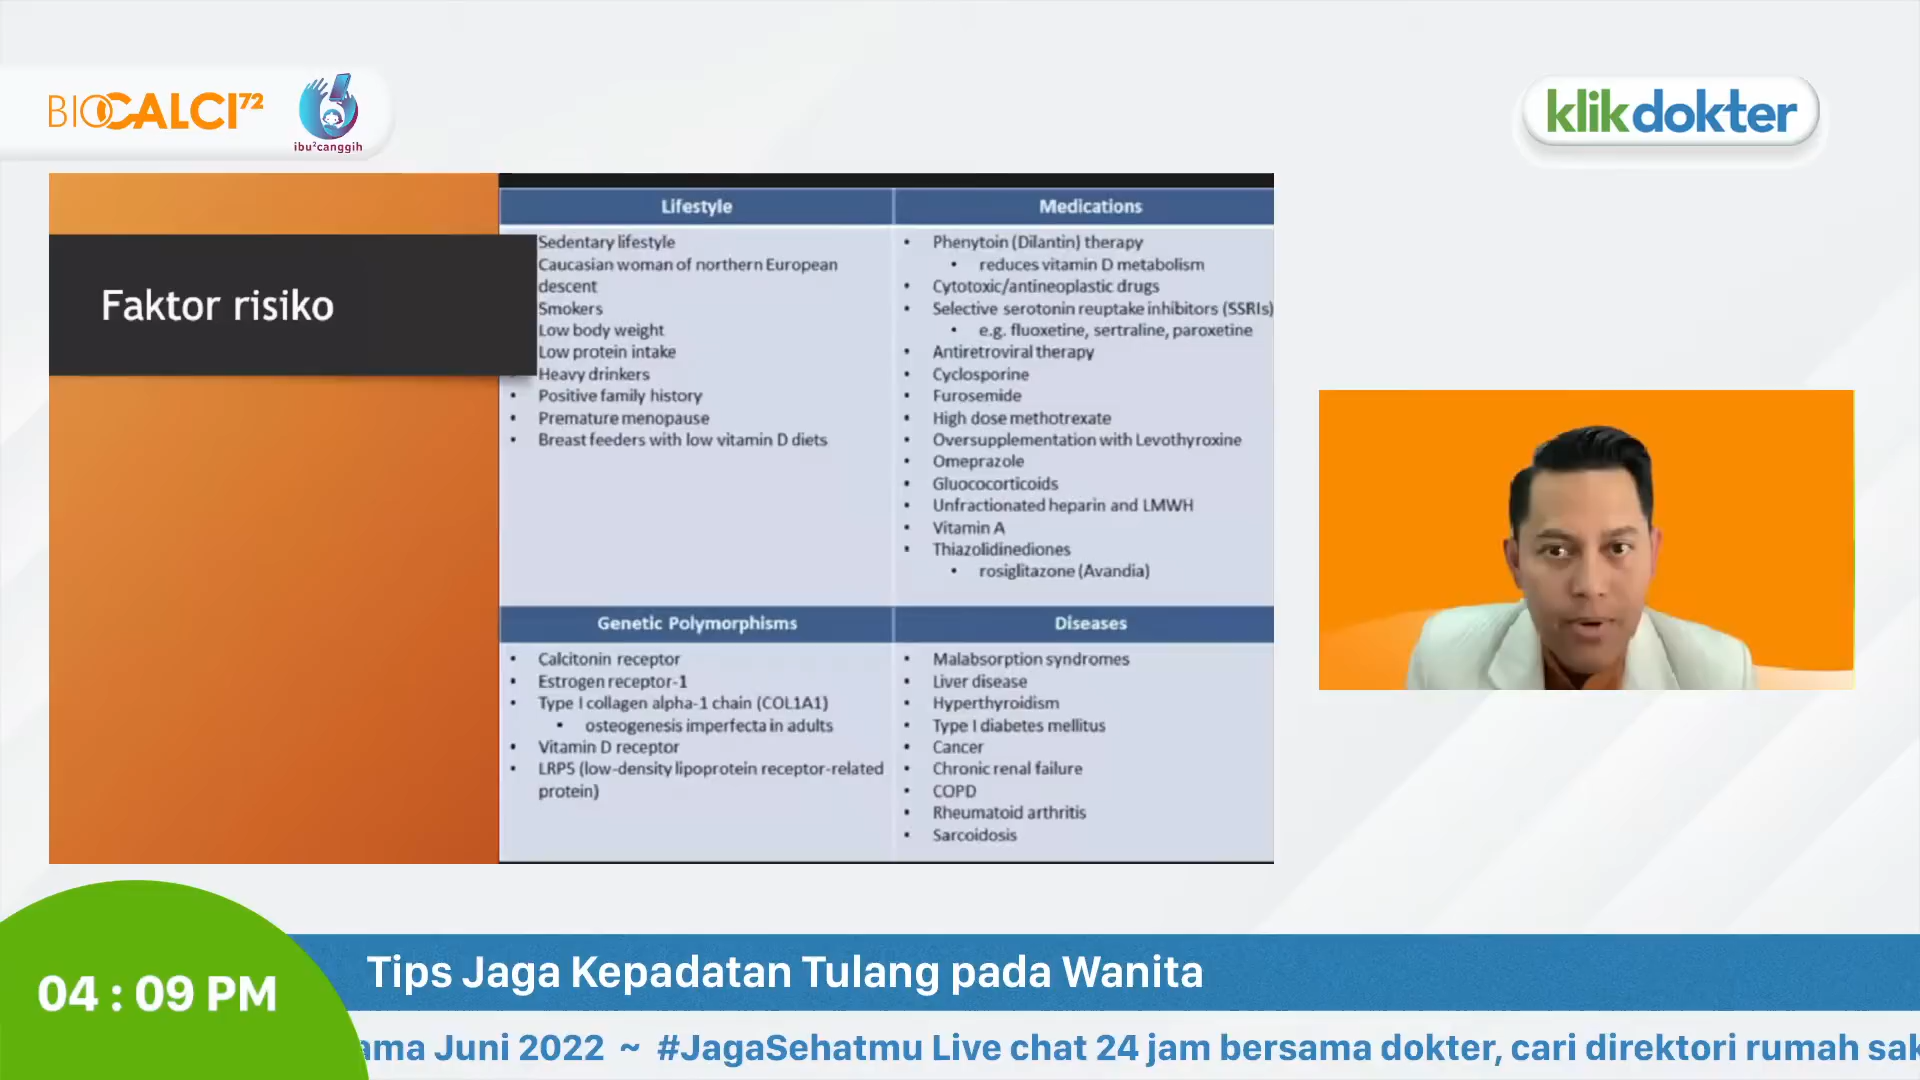 BIOCALCI72
ibu²canggih
klikdokter
Faktor risiko
Lifestyle
Sedentary lifestyle
Caucasian woman of northern European
descent
Smokers
Low body weight
Low protein intake
Heavy drinkers
• Positive family history
• Premature menopause
• Breast feeders with low vitamin D diets
Medications
• Phenytoin (Dilantin) therapy
• reduces vitamin D metabolism
• Cytotoxic/antineoplastic drugs
• Selective serotonin reuptake inhibitors (SSRIs)
• e.g. fluoxetine, sertraline, paroxetine
• Antiretroviral therapy
• Cyclosporine
• Furosemide
• High dose methotrexate
• Oversupplementation with Levothyroxine
• Omeprazole
• Gluococorticoids
• Unfractionated heparin and LMWH
• Vitamin A
• Thiazolidinediones
• rosiglitazone (Avandia)
Genetic Polymorphisms
• Calcitonin receptor
• Estrogen receptor-1
• Type I collagen alpha-1 chain (COL1A1)
• osteogenesis imperfecta in adults
• Vitamin D receptor
• LRP5 (low-density lipoprotein receptor-related
protein)
Diseases
• Malabsorption syndromes
• Liver disease
• Hyperthyroidism
• Type I diabetes mellitus
• Cancer
• Chronic renal failure
• COPD
• Rheumatoid arthritis
• Sarcoidosis
04 : 09 PM
Tips Jaga Kepadatan Tulang pada Wanita
ama Juni 2022 ~ #JagaSehatmu Live chat 24 jam bersama dokter, cari direktori rumah sak